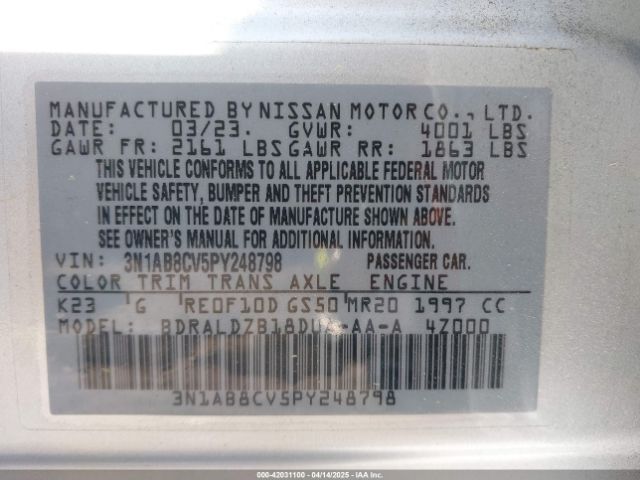 MANUFACTURED BY NISSAN MOTOR CO., LTD.
DATE: 03/23. GVWR: 4001 LBS
GAWR FR: 2161 LBS GAWR RR: 1863 LBS
THIS VEHICLE CONFORMS TO ALL APPLICABLE FEDERAL MOTOR
VEHICLE SAFETY, BUMPER AND THEFT PREVENTION STANDARDS
IN EFFECT ON THE DATE OF MANUFACTURE SHOWN ABOVE.
SEE OWNER'S MANUAL FOR ADDITIONAL INFORMATION.
VIN: 3N1AB8CV5PY248798 PASSENGER CAR.
COLOR TRIM TRANS AXLE ENGINE
K23 G RE0F10D GS50 MR20 1997 CC
MODEL: 4Z000
3N1AB8CV5PY248798
000-42031100 04/14/2025 IAAI.COM